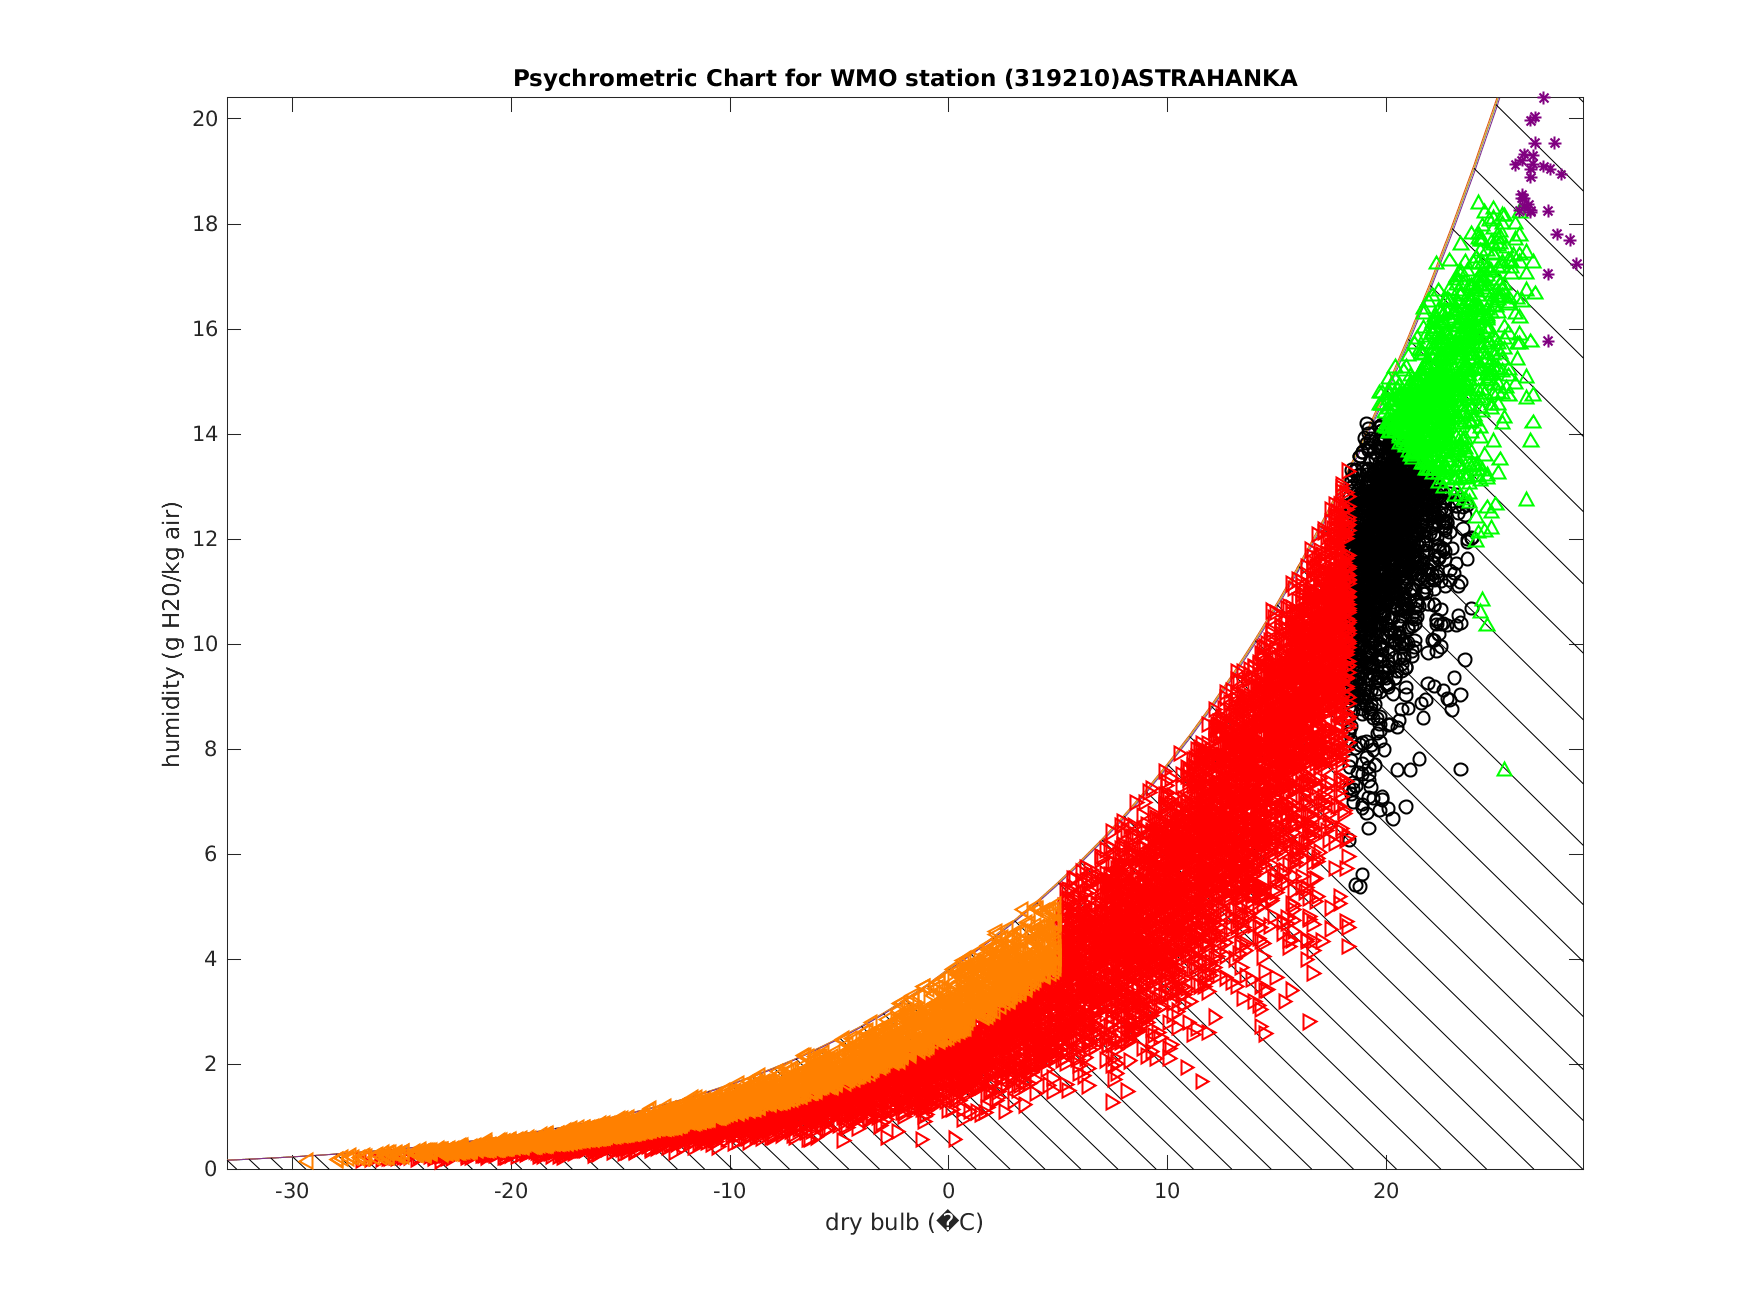 Psychrometric Chart for WMO station (319210)ASTRAHANKA
20
18
16
14
12
10
8
6
4
2
0
humidity (g H20/kg air)
-30 -20 -10 0 10 20
dry bulb (�C)